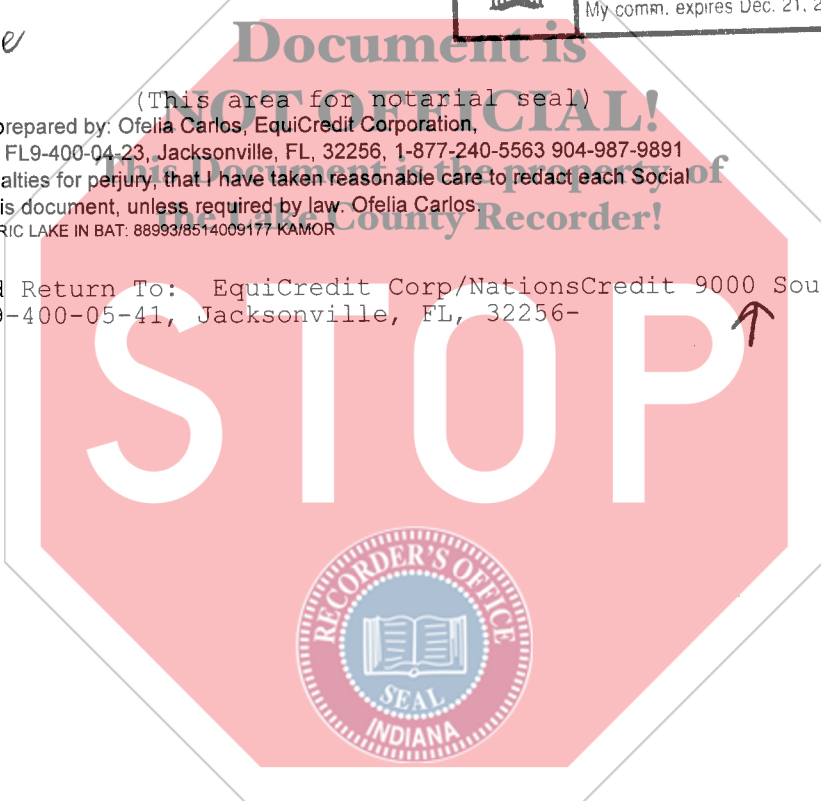 My comm. expires Dec. 21, 2
e
Document is
(This area for notarial seal)
NOT OFFICIAL!
prepared by: Ofelia Carlos, EquiCredit Corporation,
FL9-400-04-23, Jacksonville, FL, 32256, 1-877-240-5563 904-987-9891
This Document is the property of
alties for perjury, that I have taken reasonable care to redact each Social
is document, unless required by law. Ofelia Carlos.
the Lake County Recorder!
RIC LAKE IN BAT: 88993/8514009177 KAMOR
Return To: EquiCredit Corp/NationsCredit 9000 Sou
-400-05-41, Jacksonville, FL, 32256-
STOP
RECORDER'S OFFICE
SEAL
INDIANA